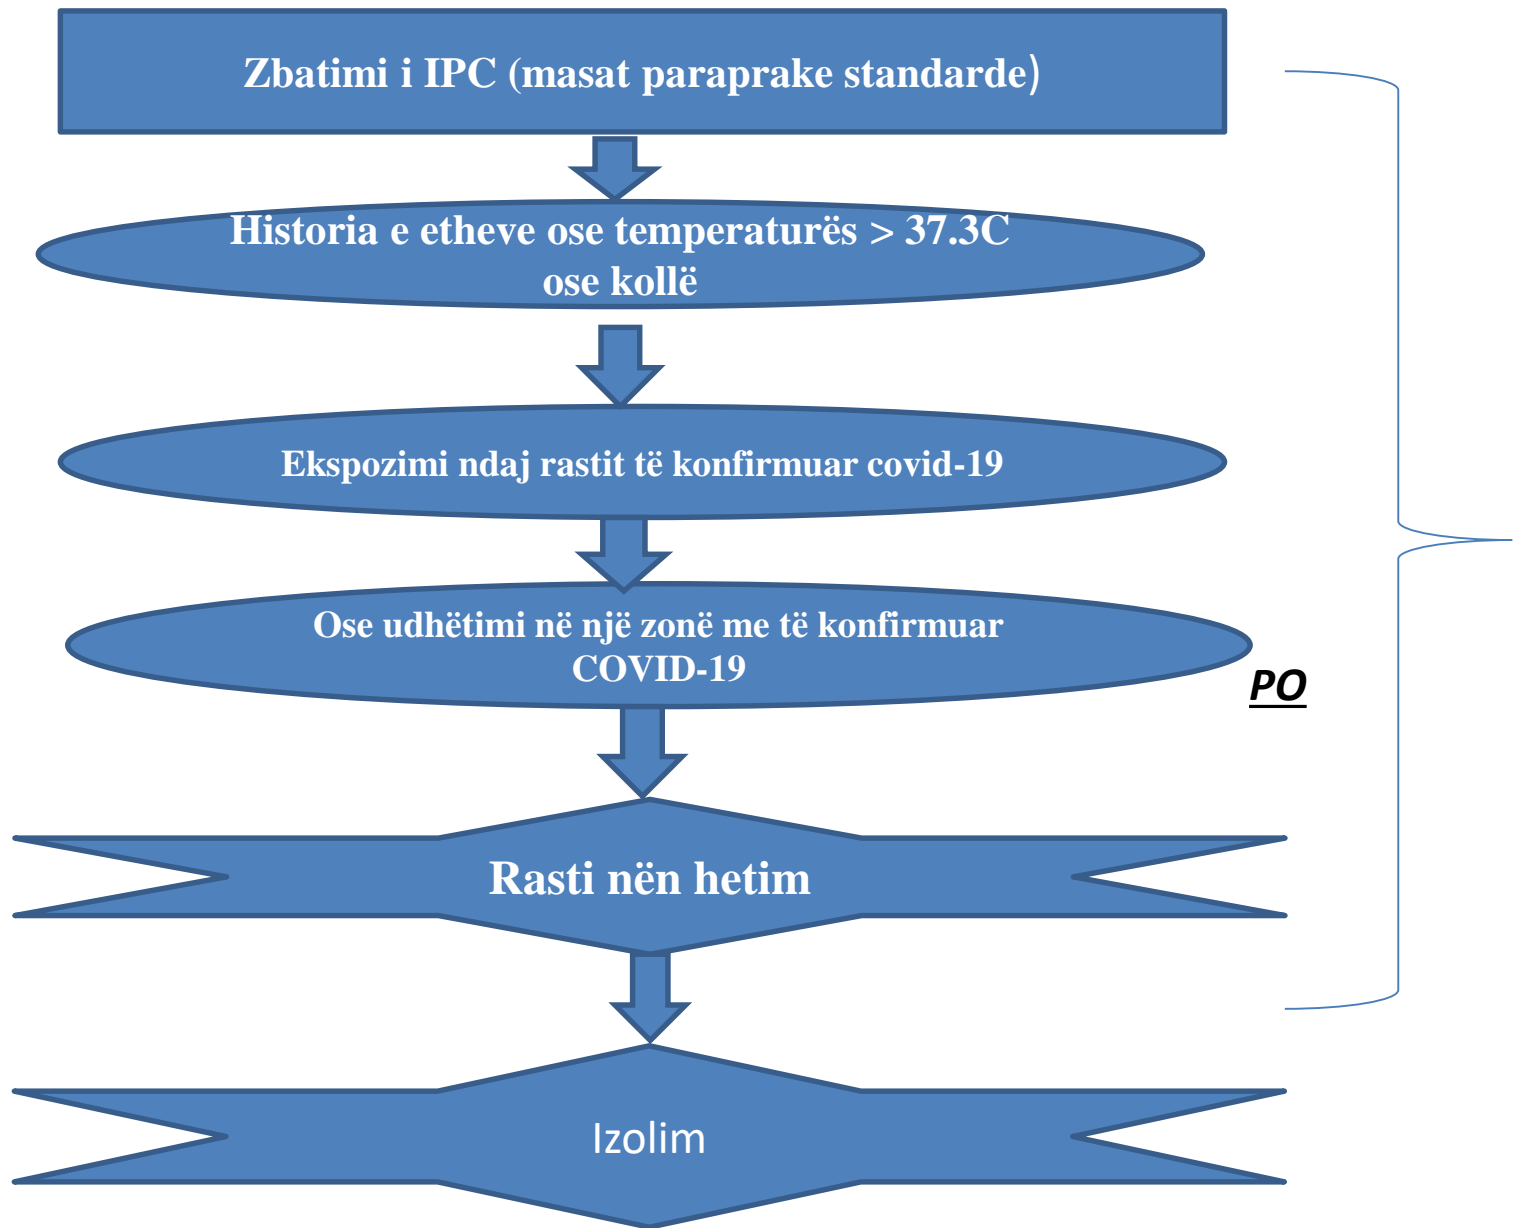 Zbatimi i IPC (masat paraprake standarde)
Historia e etheve ose temperaturës > 37.3C
ose kollë
Ekspozimi ndaj rastit të konfirmuar covid-19
Ose udhëtimi në një zonë me të konfirmuar
COVID-19
PO
Rasti nën hetim
Izolim